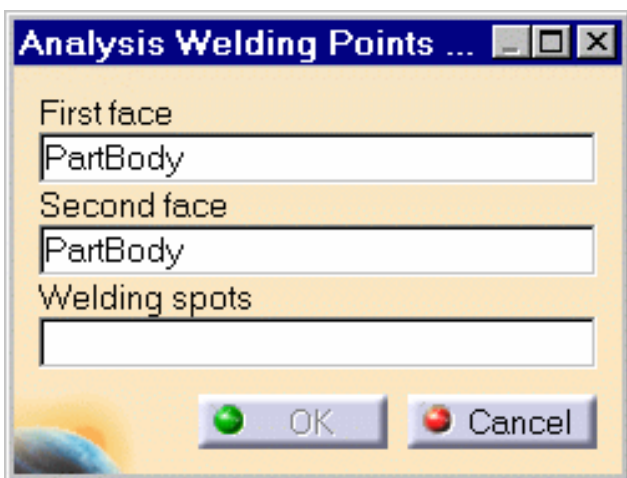 Analysis Welding Points ...
First face
PartBody
Second face
PartBody
Welding spots
OK
Cancel